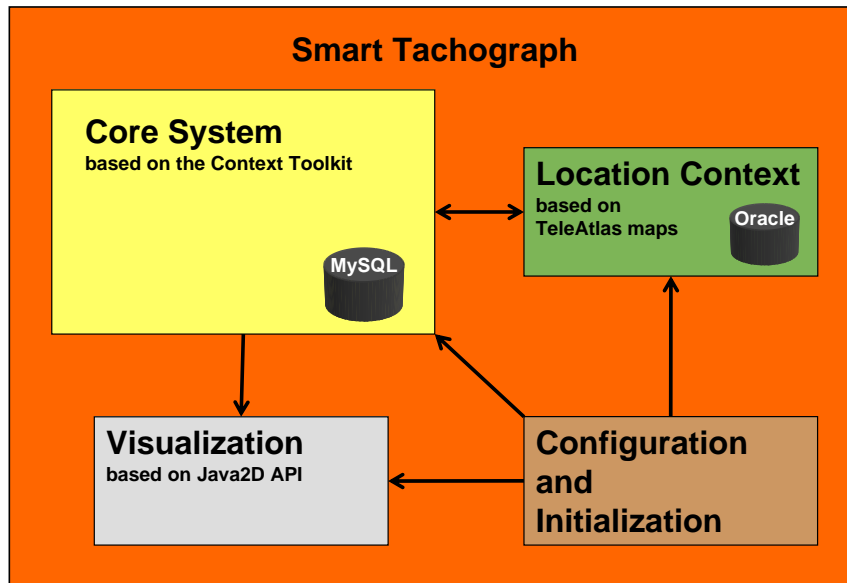 Smart Tachograph
Core System
based on the Context Toolkit
MySQL
Location Context
based on
TeleAtlas maps
Oracle
Visualization
based on Java2D API
Configuration
and
Initialization